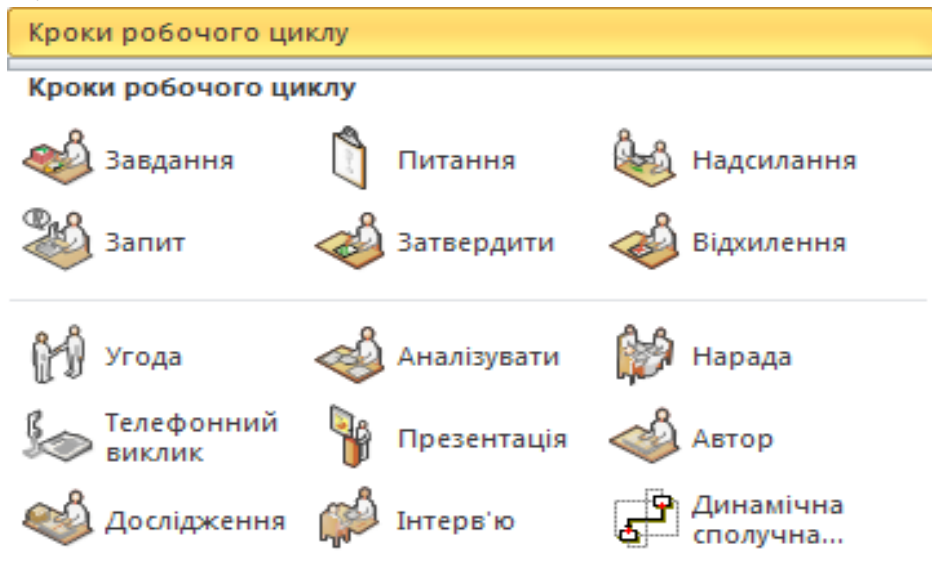 Кроки робочого циклу
Кроки робочого циклу
Завдання
Питання
Надсилання
Запит
Затвердити
Відхилення
Угода
Аналізувати
Нарада
Телефонний
виклик
Презентація
Автор
Дослідження
Інтерв'ю
Динамічна
сполучна...